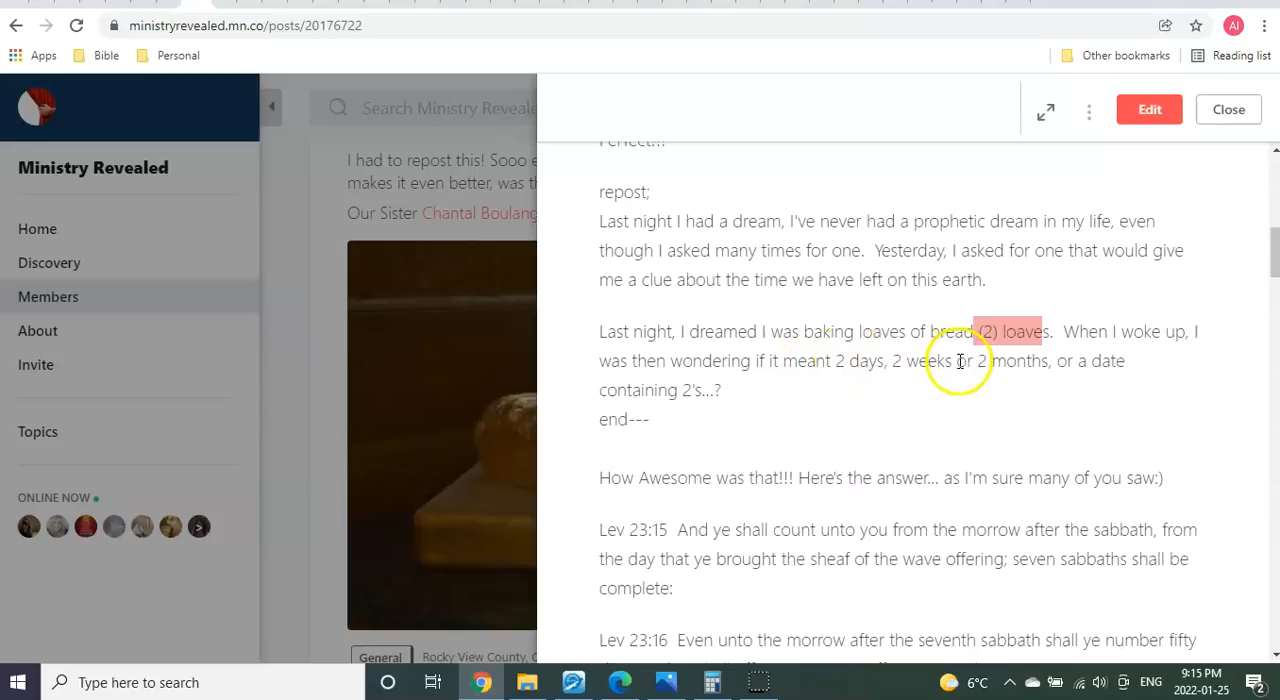 ministryrevealed.mn.co/posts/20176722
Al
Apps
Bible
Personal
Other bookmarks
Reading list
Search Ministry Reveale
Edit
Close
Ministry Revealed
Home
Discovery
Members
About
Invite
Topics
ONLINE NOW
I had to repost this! Sooo e
makes it even better, was th
Our Sister Chantal Boulang
General
Rocky View County,
Perfect!!!
repost;
Last night I had a dream, I've never had a prophetic dream in my life, even
though I asked many times for one. Yesterday, I asked for one that would give
me a clue about the time we have left on this earth.
Last night, I dreamed I was baking loaves of bread (2) loaves. When I woke up, I
was then wondering if it meant 2 days, 2 weeks or 2 months, or a date
containing 2's...?
end---
How Awesome was that!!! Here's the answer... as I'm sure many of you saw:)
Lev 23:15 And ye shall count unto you from the morrow after the sabbath, from
the day that ye brought the sheaf of the wave offering; seven sabbaths shall be
complete:
Lev 23:16 Even unto the morrow after the seventh sabbath shall ye number fifty
Type here to search
6°C
ENG
9:15 PM
2022-01-25
2